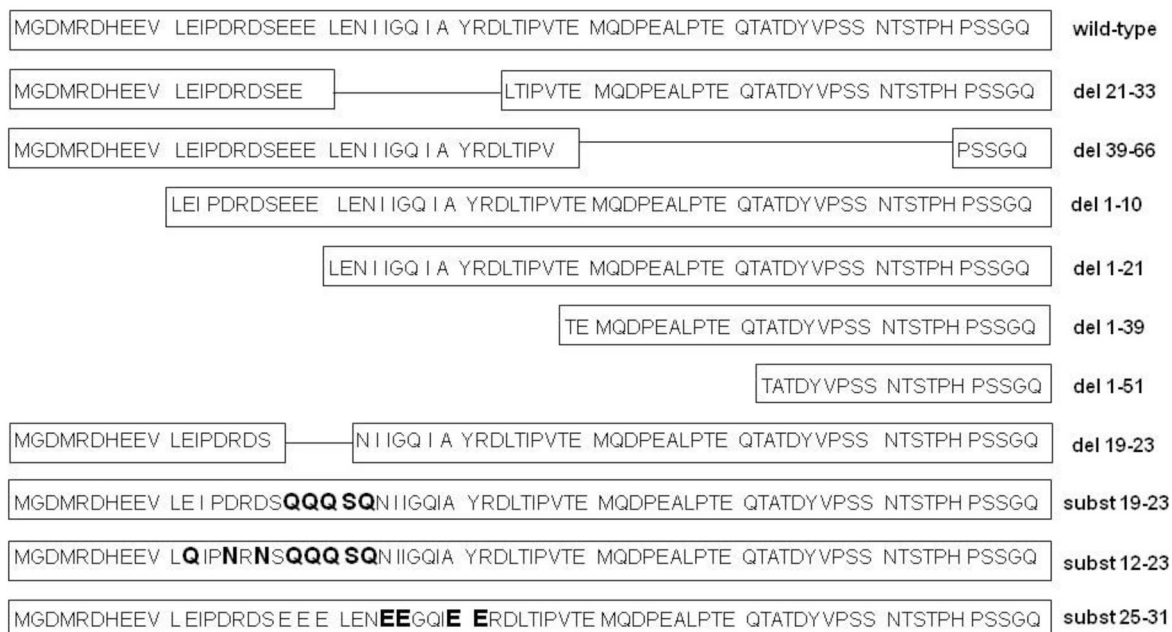 MGDMRDHEEV LEIPDRDSEEE LENIIGQIA YRDLTIPVTE MQDPEALPTE QTATDYVPSS NTSTPH PSSGQ wild-type
MGDMRDHEEV LEIPDRDSEE LTIPVTE MQDPEALPTE QTATDYVPSS NTSTPH PSSGQ del 21-33
MGDMRDHEEV LEIPDRDSEEE LENIIGQIA YRDLTIPV PSSGQ del 39-66
LEIPDRDSEEE LENIIGQIA YRDLTIPVTE MQDPEALPTE QTATDYVPSS NTSTPH PSSGQ del 1-10
LENIIGQIA YRDLTIPVTE MQDPEALPTE QTATDYVPSS NTSTPH PSSGQ del 1-21
TE MQDPEALPTE QTATDYVPSS NTSTPH PSSGQ del 1-39
TATDYVPSS NTSTPH PSSGQ del 1-51
MGDMRDHEEV LEIPDRDS NIIGQIA YRDLTIPVTE MQDPEALPTE QTATDYVPSS NTSTPH PSSGQ del 19-23
MGDMRDHEEV LEIPDRDSQQQSQNIIGQIA YRDLTIPVTE MQDPEALPTE QTATDYVPSS NTSTPH PSSGQ subst 19-23
MGDMRDHEEV LQIPNRNSQQQSQNIIGQIA YRDLTIPVTE MQDPEALPTE QTATDYVPSS NTSTPH PSSGQ subst 12-23
MGDMRDHEEV LEIPDRDSEEE LENEEGQIE ERDLTIPVTE MQDPEALPTE QTATDYVPSS NTSTPH PSSGQ subst 25-31